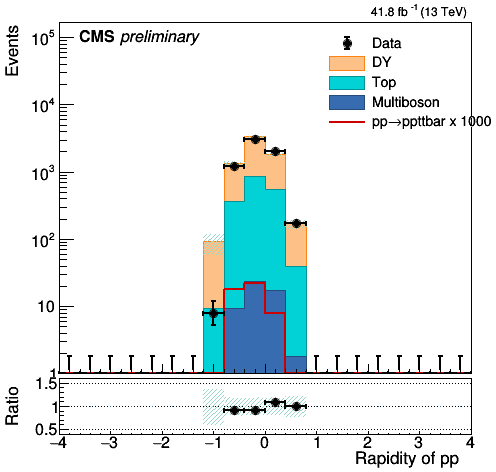 41.8 fb⁻¹ (13 TeV)
CMS preliminary
Events
Data
DY
Top
Multiboson
pp→ppttbar x 1000
10⁵
10⁴
10³
10²
10
1
Ratio
1.5
1
0.5
−4 −3 −2 −1 0 1 2 3 4
Rapidity of pp